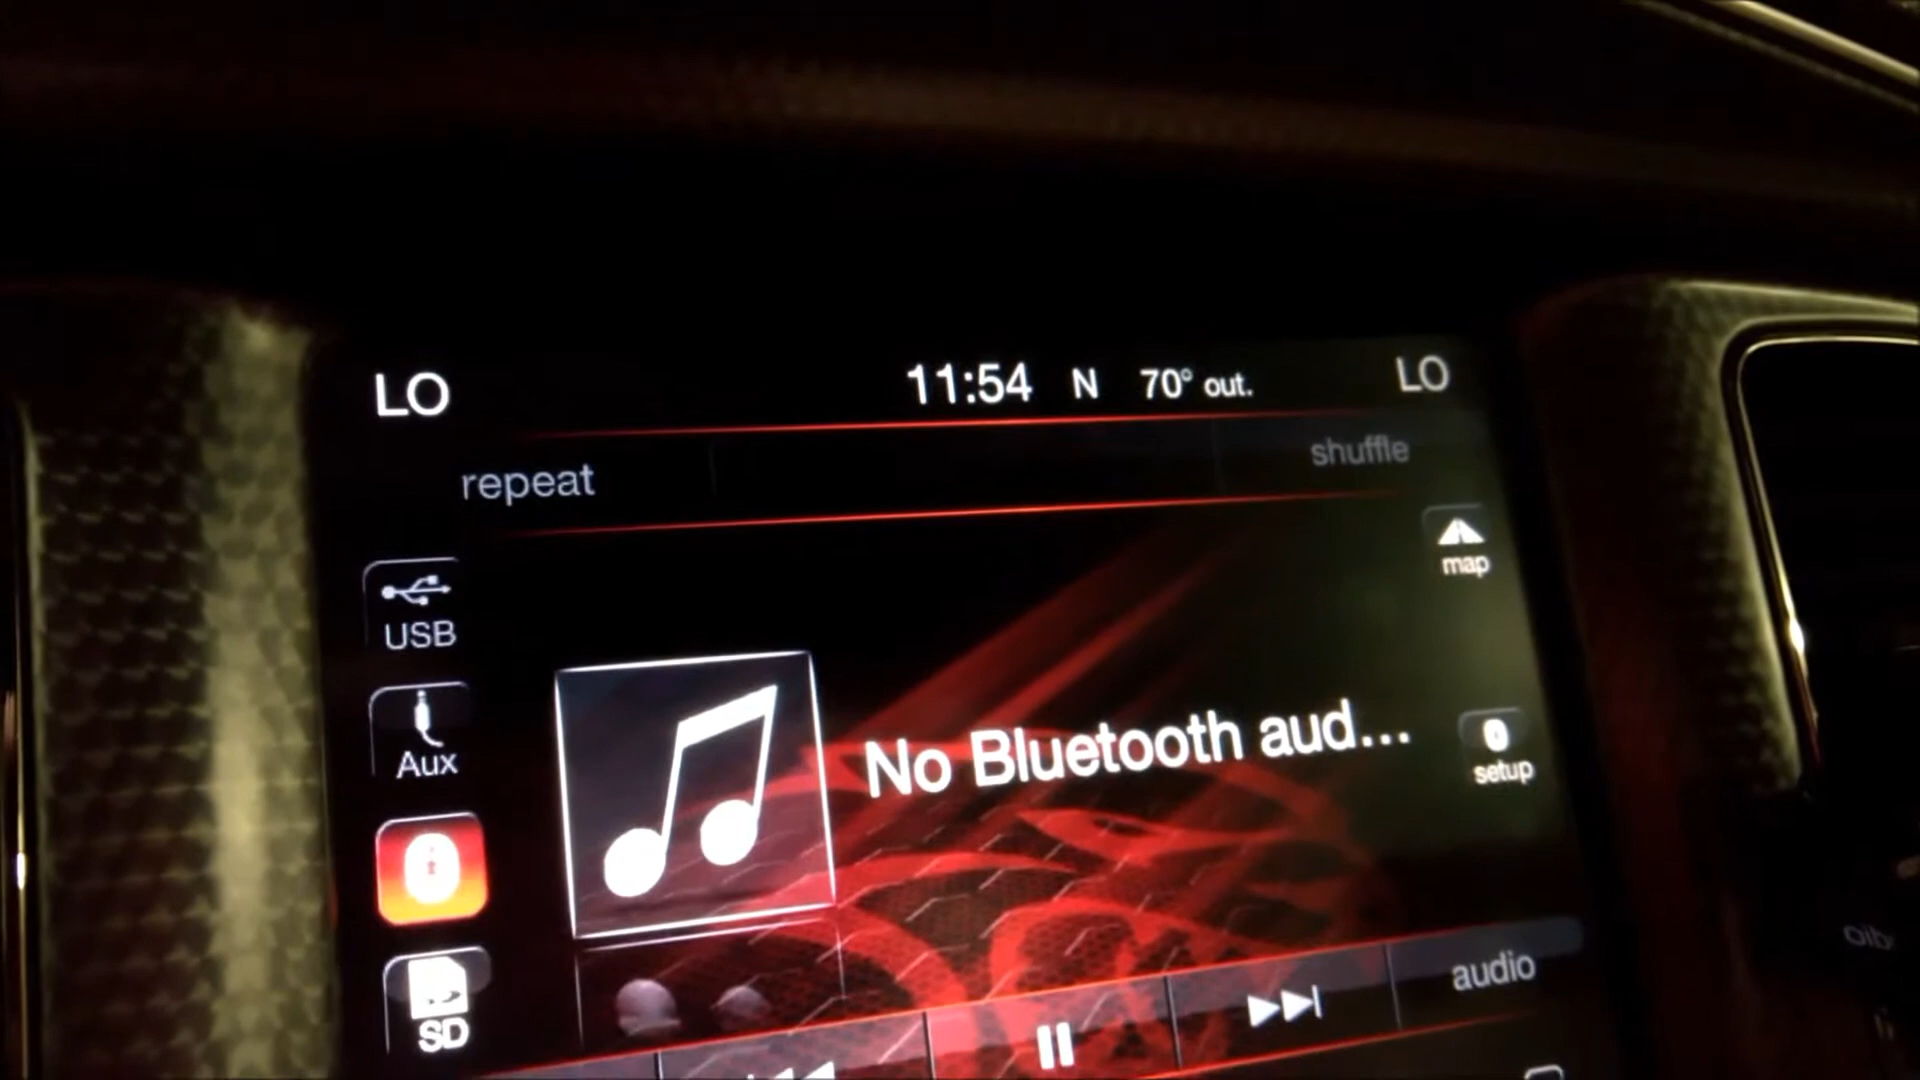 LO 11:54 N 70° out. LO
repeat shuffle
map
USB
Aux
No Bluetooth aud...
setup
SD
audio